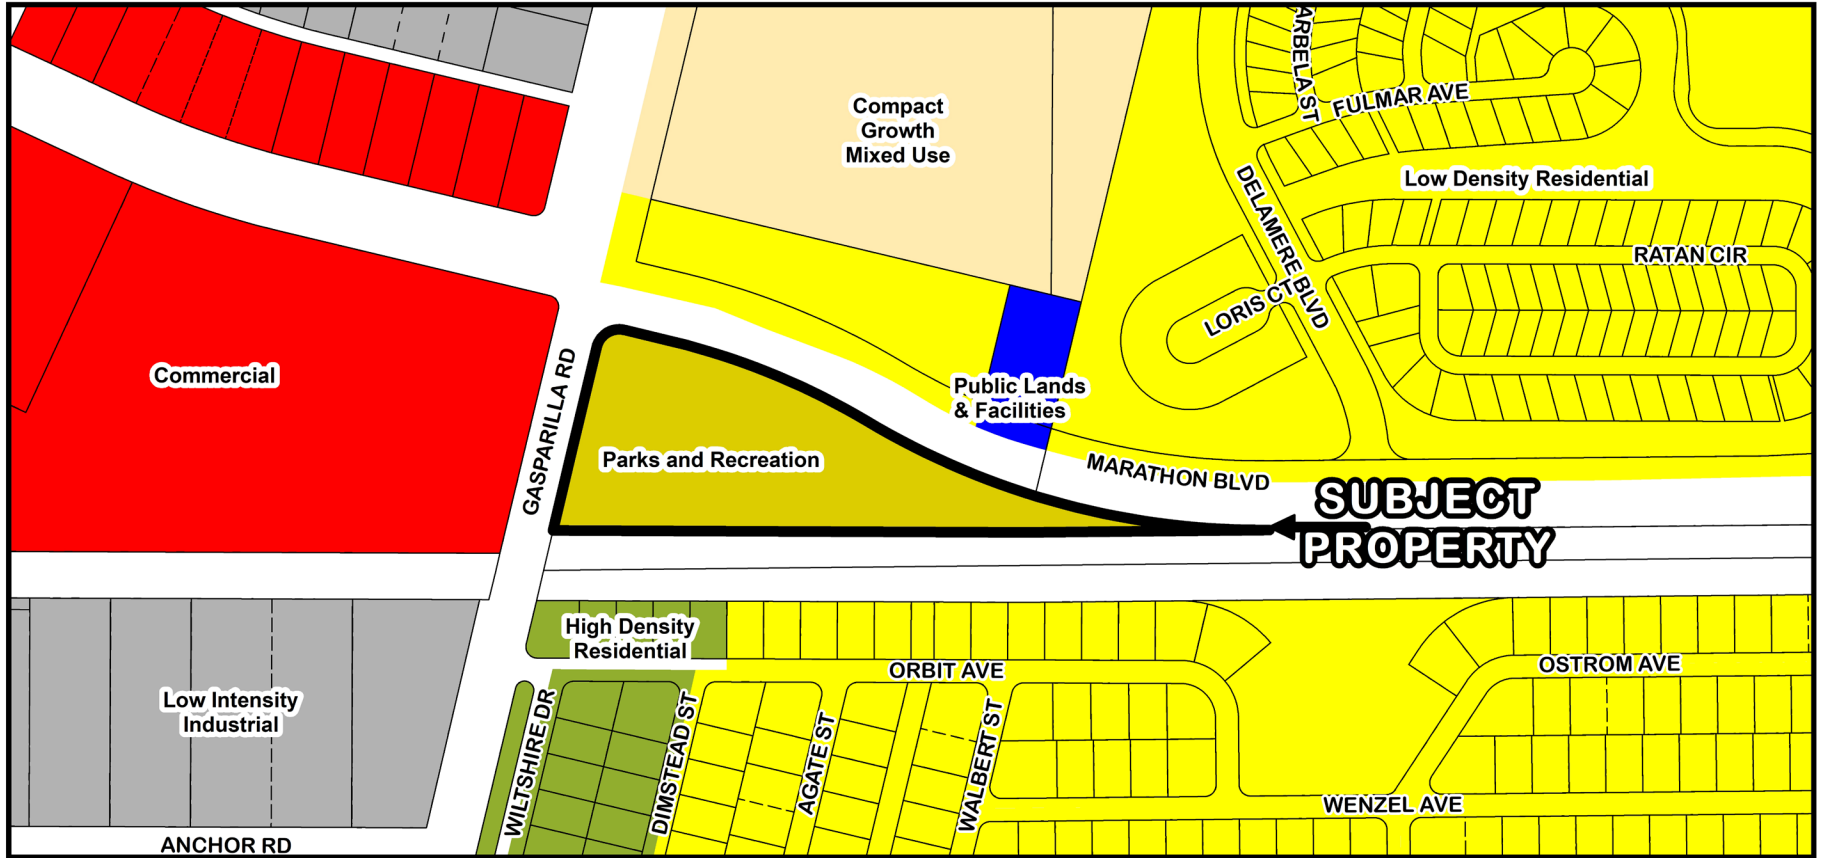 ARBELA ST
FULMAR AVE
Compact
Growth
Mixed Use
Low Density Residential
DELAMERE BLVD
RATAN CIR
LORIS CT
Commercial
GASPARILLA RD
Public Lands
& Facilities
Parks and Recreation
MARATHON BLVD
SUBJECT
PROPERTY
High Density
Residential
ORBIT AVE
OSTROM AVE
Low Intensity
Industrial
WILTSHIRE DR
DIMSTEAD ST
AGATE ST
WALBERT ST
WENZEL AVE
ANCHOR RD